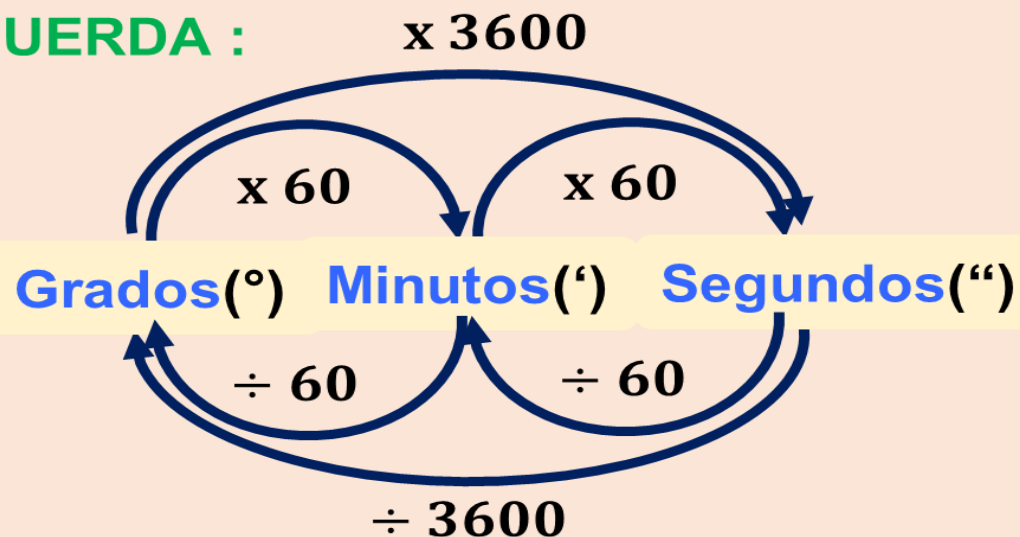 UERDA :
x 3600
x 60 x 60
Grados(°) Minutos(‘) Segundos(“)
÷ 60 ÷ 60
÷ 3600